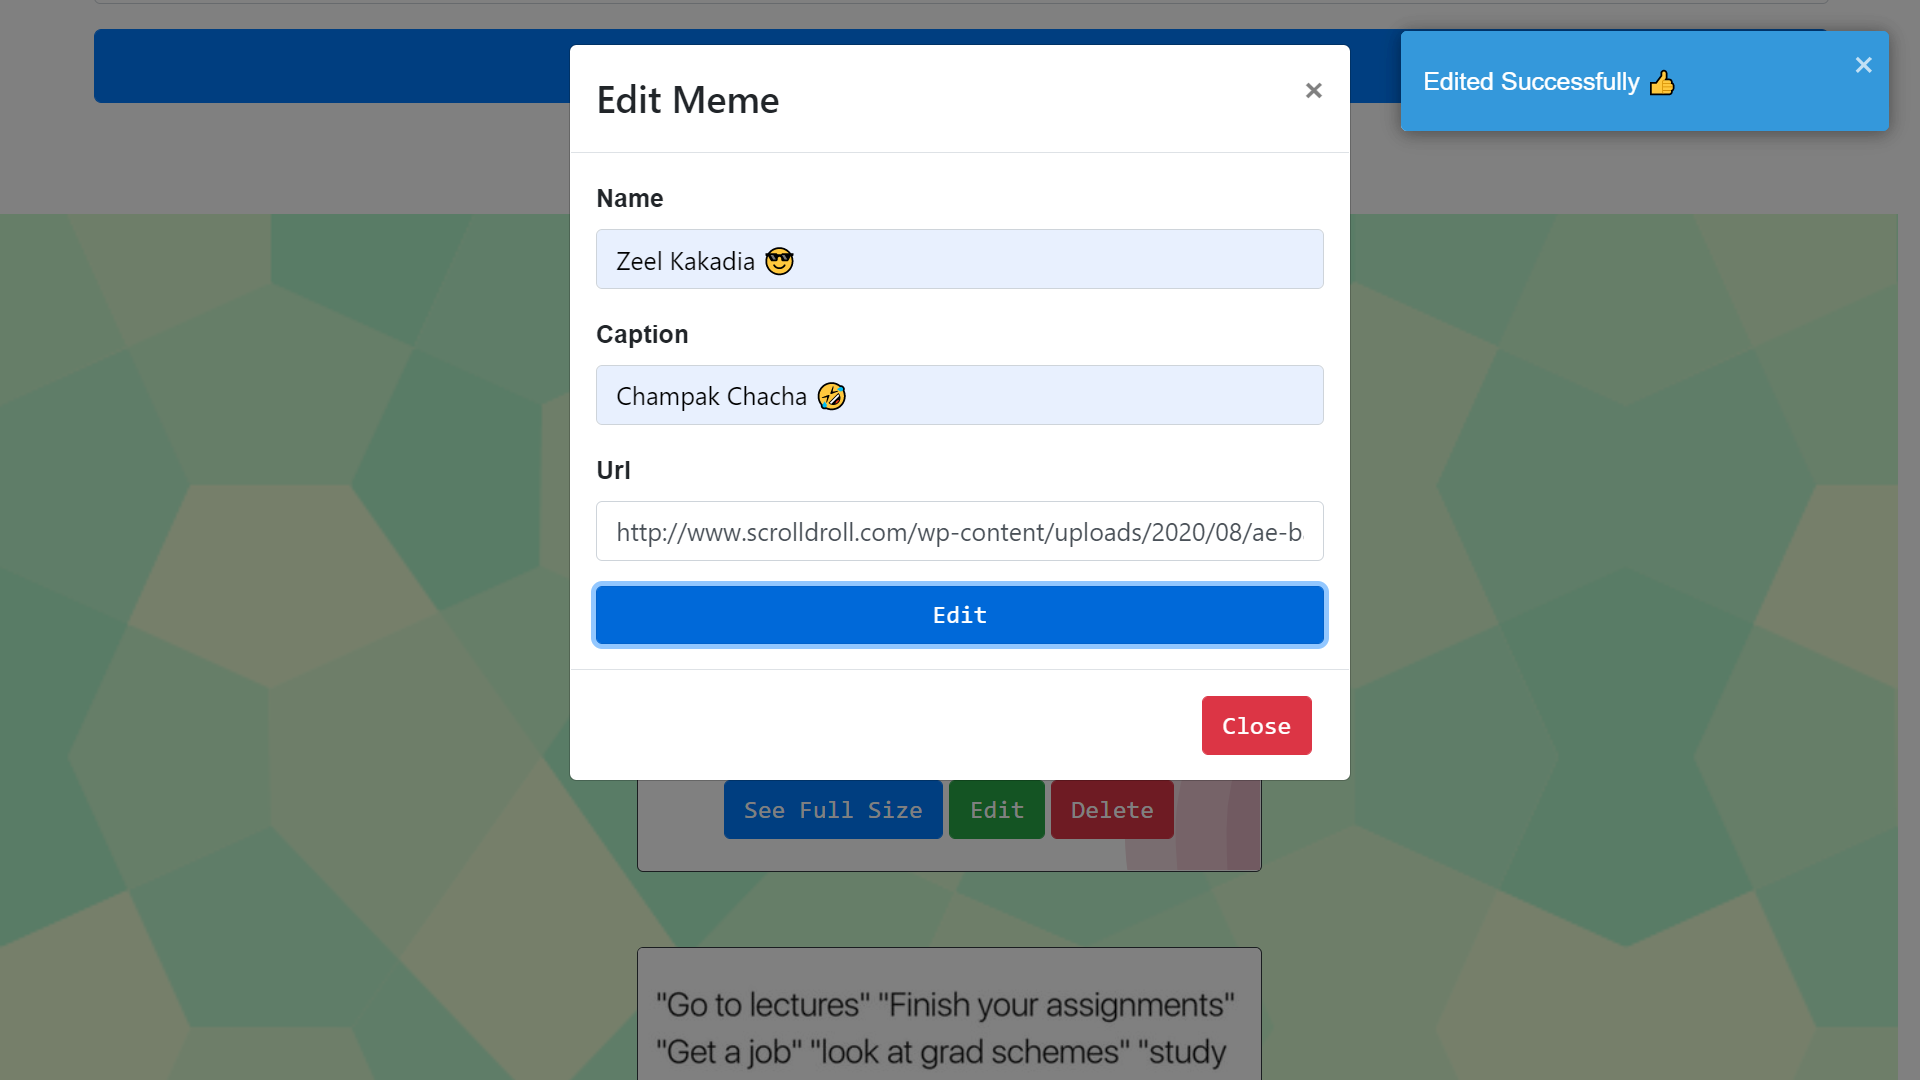 Edited Successfully 👍
×
Edit Meme
×
Name
Zeel Kakadia 😎
Caption
Champak Chacha 🤣
Url
http://www.scrolldroll.com/wp-content/uploads/2020/08/ae-b
Edit
Close
See Full Size Edit Delete
"Go to lectures" "Finish your assignments"
"Get a job" "look at grad schemes" "study